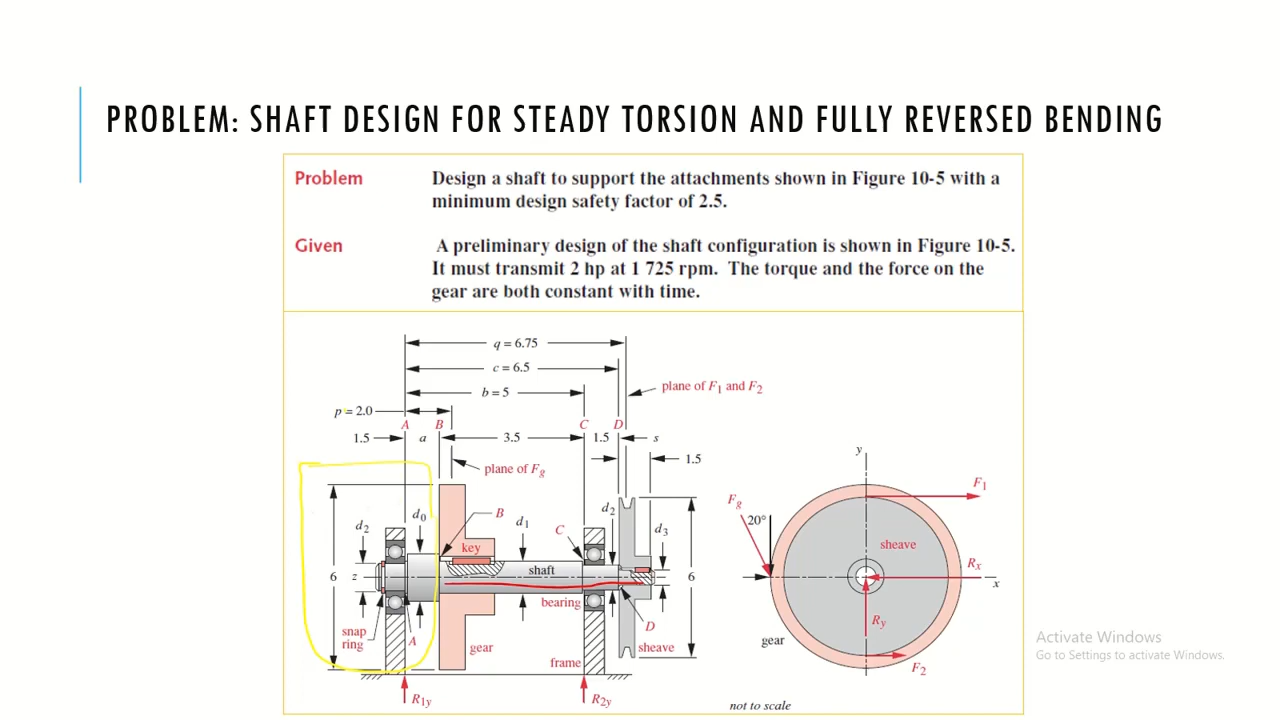 PROBLEM: SHAFT DESIGN FOR STEADY TORSION AND FULLY REVERSED BENDING
Problem
Design a shaft to support the attachments shown in Figure 10-5 with a
minimum design safety factor of 2.5.
Given
A preliminary design of the shaft configuration is shown in Figure 10-5.
It must transmit 2 hp at 1 725 rpm. The torque and the force on the
gear are both constant with time.
q = 6.75
c = 6.5
plane of F1 and F2
b = 5
p = 2.0
A B C D
1.5 a 3.5 1.5 s
1.5
plane of Fg
y
F1
Fg
20°
d2 d0 B d1 C d2 d3
key
sheave
6 z shaft 6
Rx
x
bearing
snap
ring
A
D
Ry
gear
sheave
gear
frame
F2
R1y
R2y
not to scale
Activate Windows
Go to Settings to activate Windows.